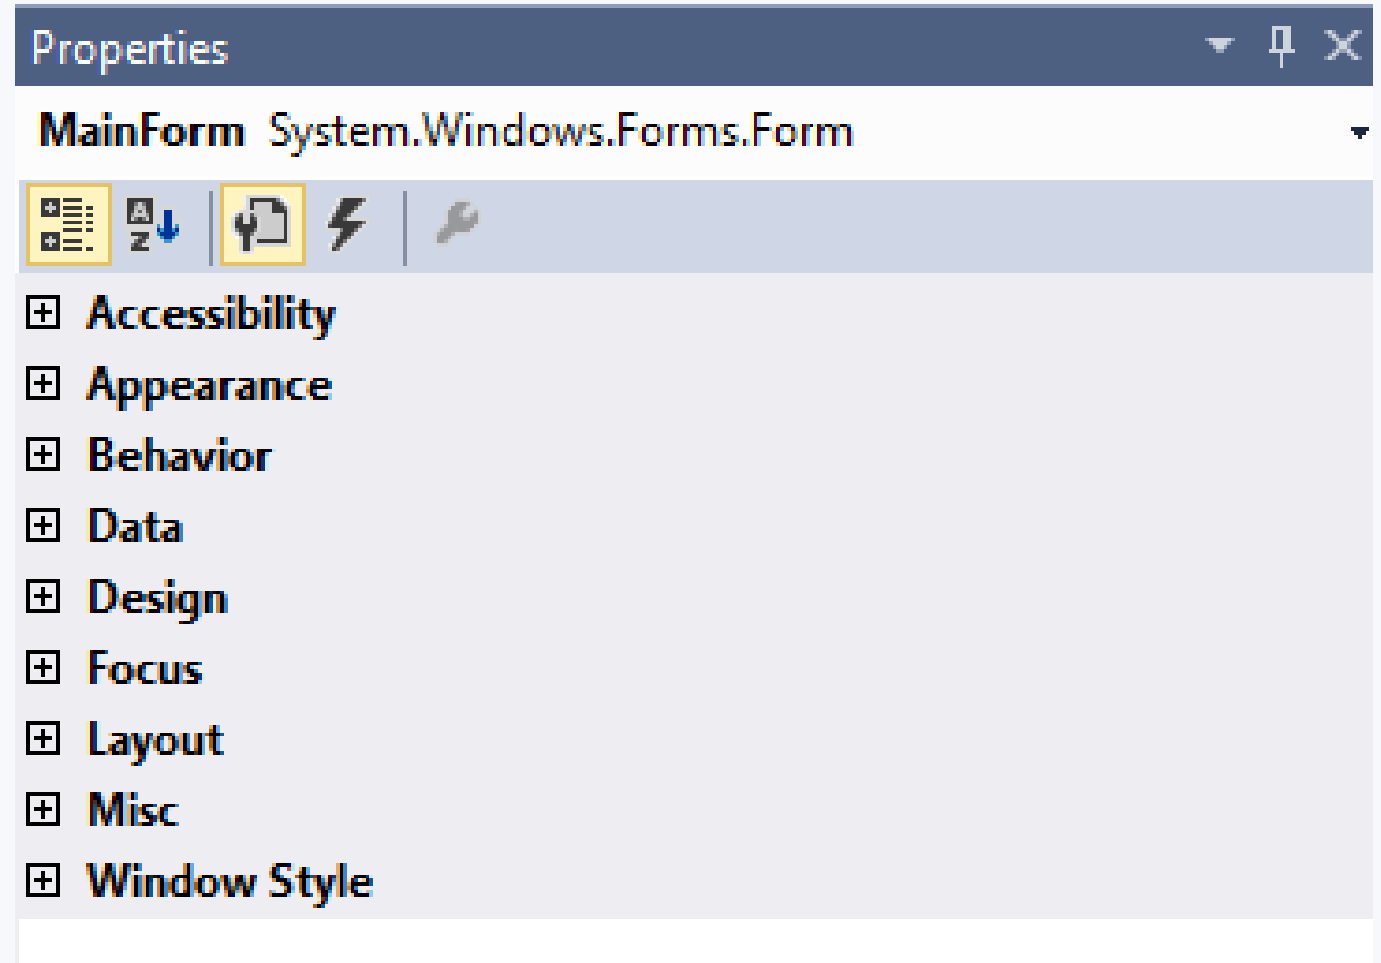 Properties
MainForm System.Windows.Forms.Form
A
Z
Accessibility
Appearance
Behavior
Data
Design
Focus
Layout
Misc
Window Style